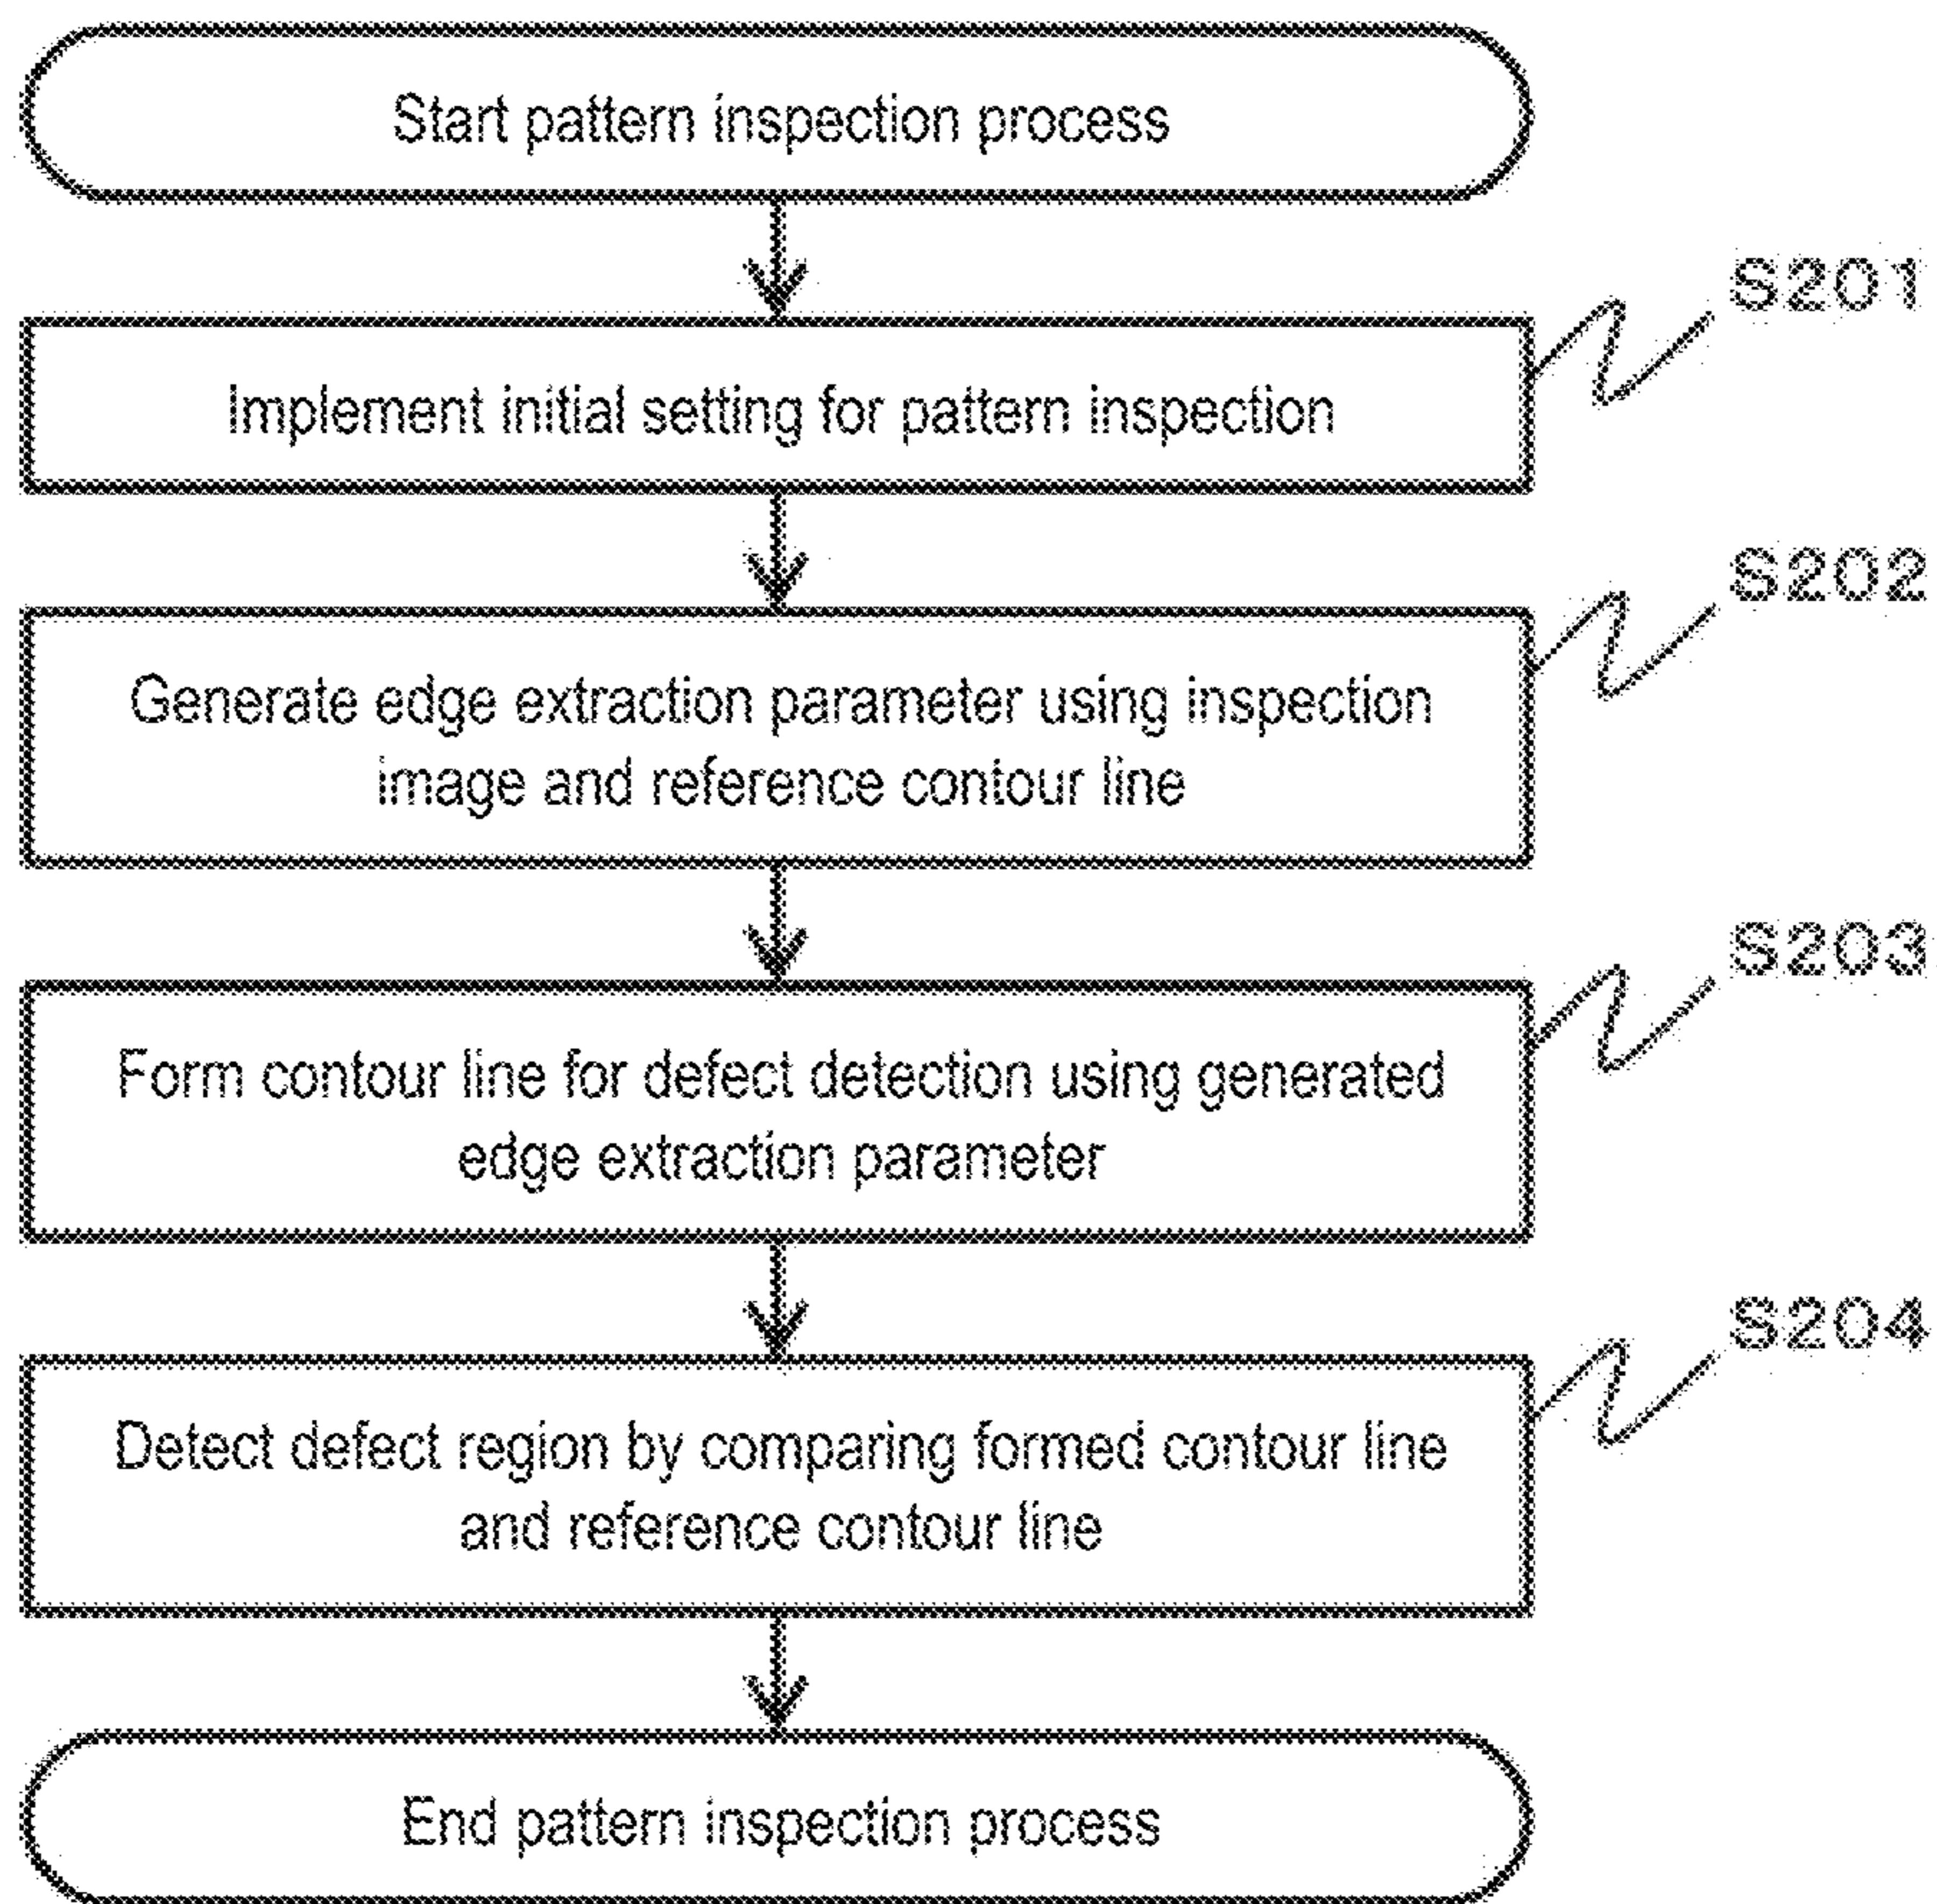 Start pattern inspection process
S201
Implement initial setting for pattern inspection
S202
Generate edge extraction parameter using inspection
image and reference contour line
S203
Form contour line for defect detection using generated
edge extraction parameter
S204
Detect defect region by comparing formed contour line
and reference contour line
End pattern inspection process